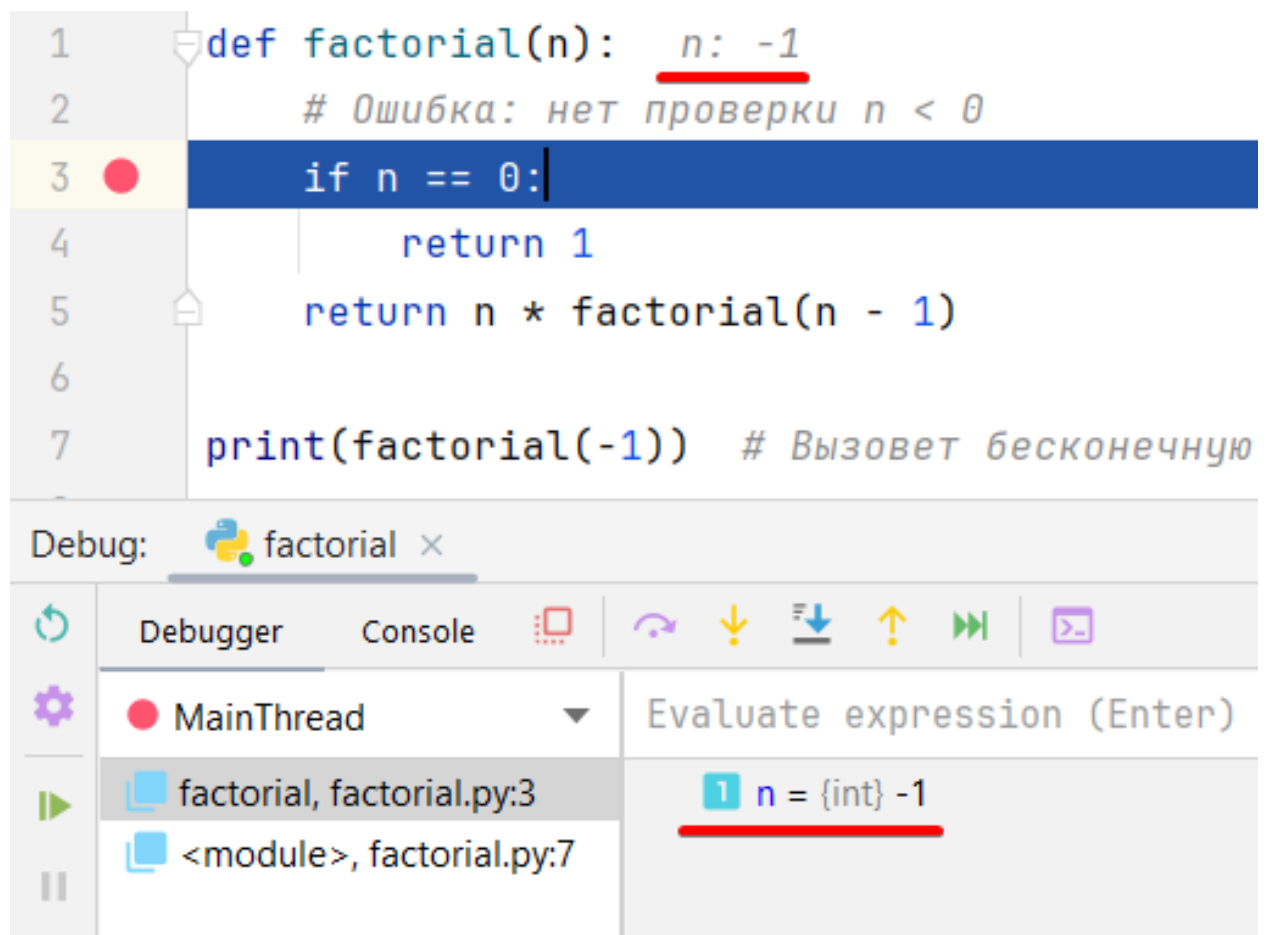 1 def factorial(n): n: -1
2 # Ошибка: нет проверки n < 0
3 if n == 0:
4 return 1
5 return n * factorial(n - 1)
6
7 print(factorial(-1)) # Вызовет бесконечную
Debug: factorial ×
Debugger Console
MainThread Evaluate expression (Enter)
factorial, factorial.py:3 1 n = {int} -1
<module>, factorial.py:7